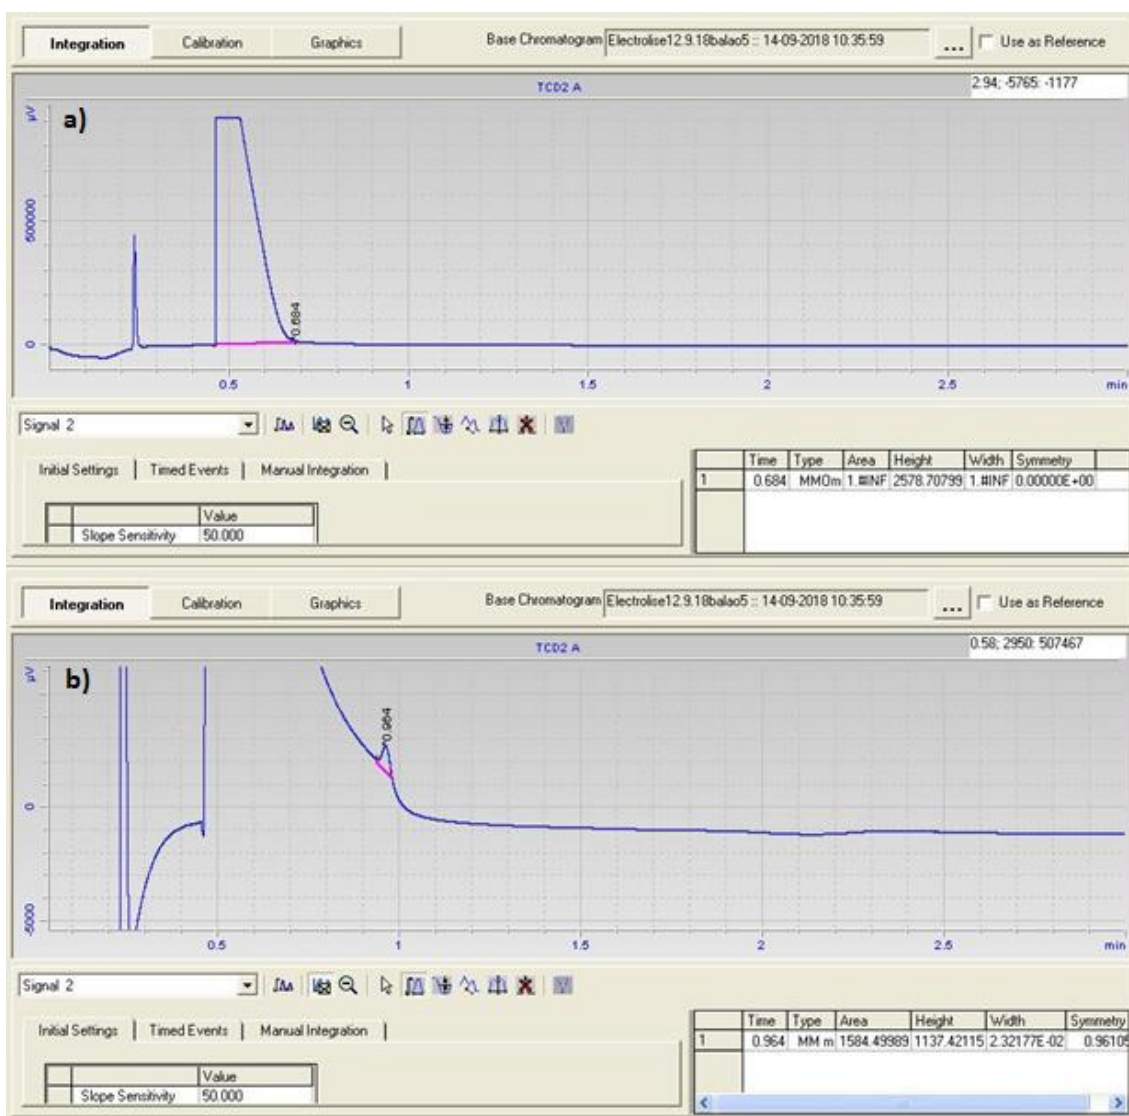 Integration Calibration Graphics Base Chromatogram Electrolise12.9.18balao5 :: 14-09-2018 10:35:59 ... Use as Reference
TCD2 A 2.94; -5765: -1177
µV a)
0.684
0
0.5 1 1.5 2 2.5 min
Signal 2
Initial Settings Timed Events Manual Integration
Time Type Area Height Width Symmetry
1 0.684 MMOm 1.#INF 2578.70799 1.#INF 0.00000E+00
Value
Slope Sensitivity 50.000
Integration Calibration Graphics Base Chromatogram Electrolise12.9.18balao5 :: 14-09-2018 10:35:59 ... Use as Reference
TCD2 A 0.58; 2950: 507467
µV b)
0.964
0
-5000
0.5 1 1.5 2 2.5 min
Signal 2
Initial Settings Timed Events Manual Integration
Time Type Area Height Width Symmetry
1 0.964 MM m 1584.49989 1137.42115 2.32177E-02 0.96105
Value
Slope Sensitivity 50.000